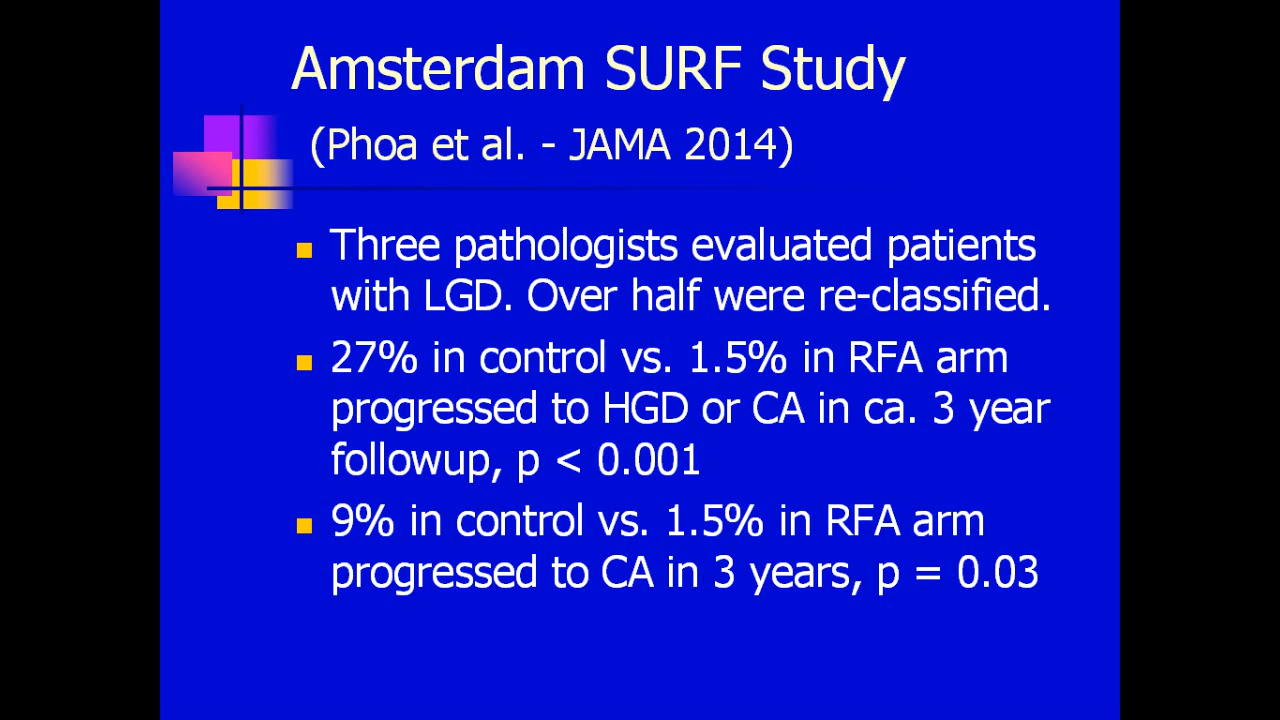 Amsterdam SURF Study
(Phoa et al. - JAMA 2014)
Three pathologists evaluated patients
with LGD. Over half were re-classified.
27% in control vs. 1.5% in RFA arm
progressed to HGD or CA in ca. 3 year
followup, p < 0.001
9% in control vs. 1.5% in RFA arm
progressed to CA in 3 years, p = 0.03